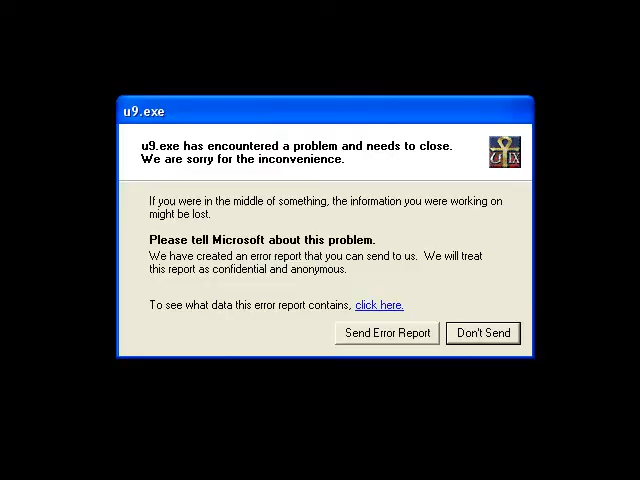 u9.exe
u9.exe has encountered a problem and needs to close.
We are sorry for the inconvenience.
U IX
If you were in the middle of something, the information you were working on
might be lost.
Please tell Microsoft about this problem.
We have created an error report that you can send to us. We will treat
this report as confidential and anonymous.
To see what data this error report contains, click here.
Send Error Report
Don't Send